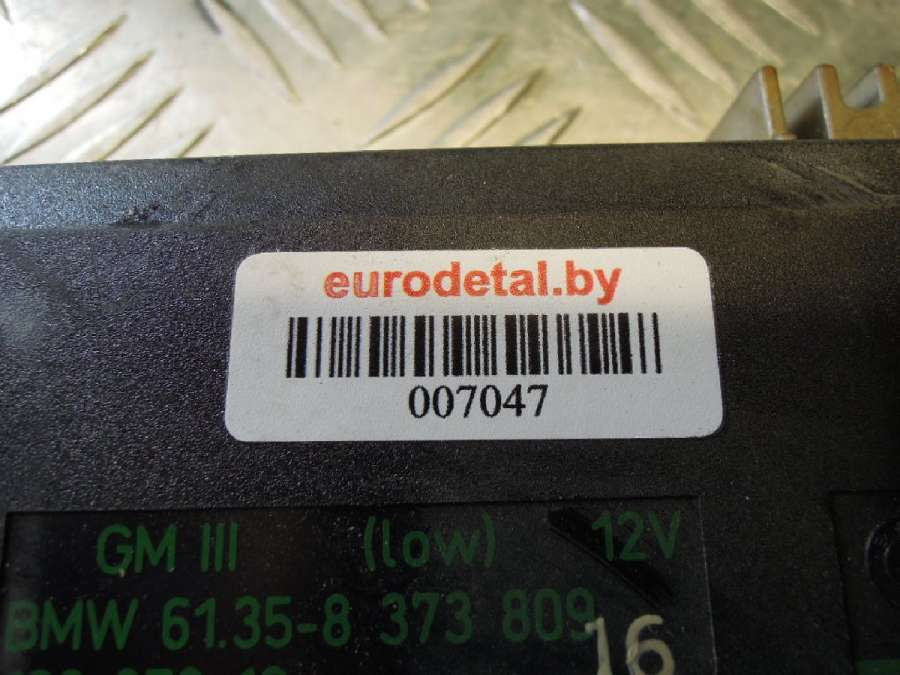 eurodetal.by
007047
GM III (low) 12V
BMW 61.35-8 373 809
16